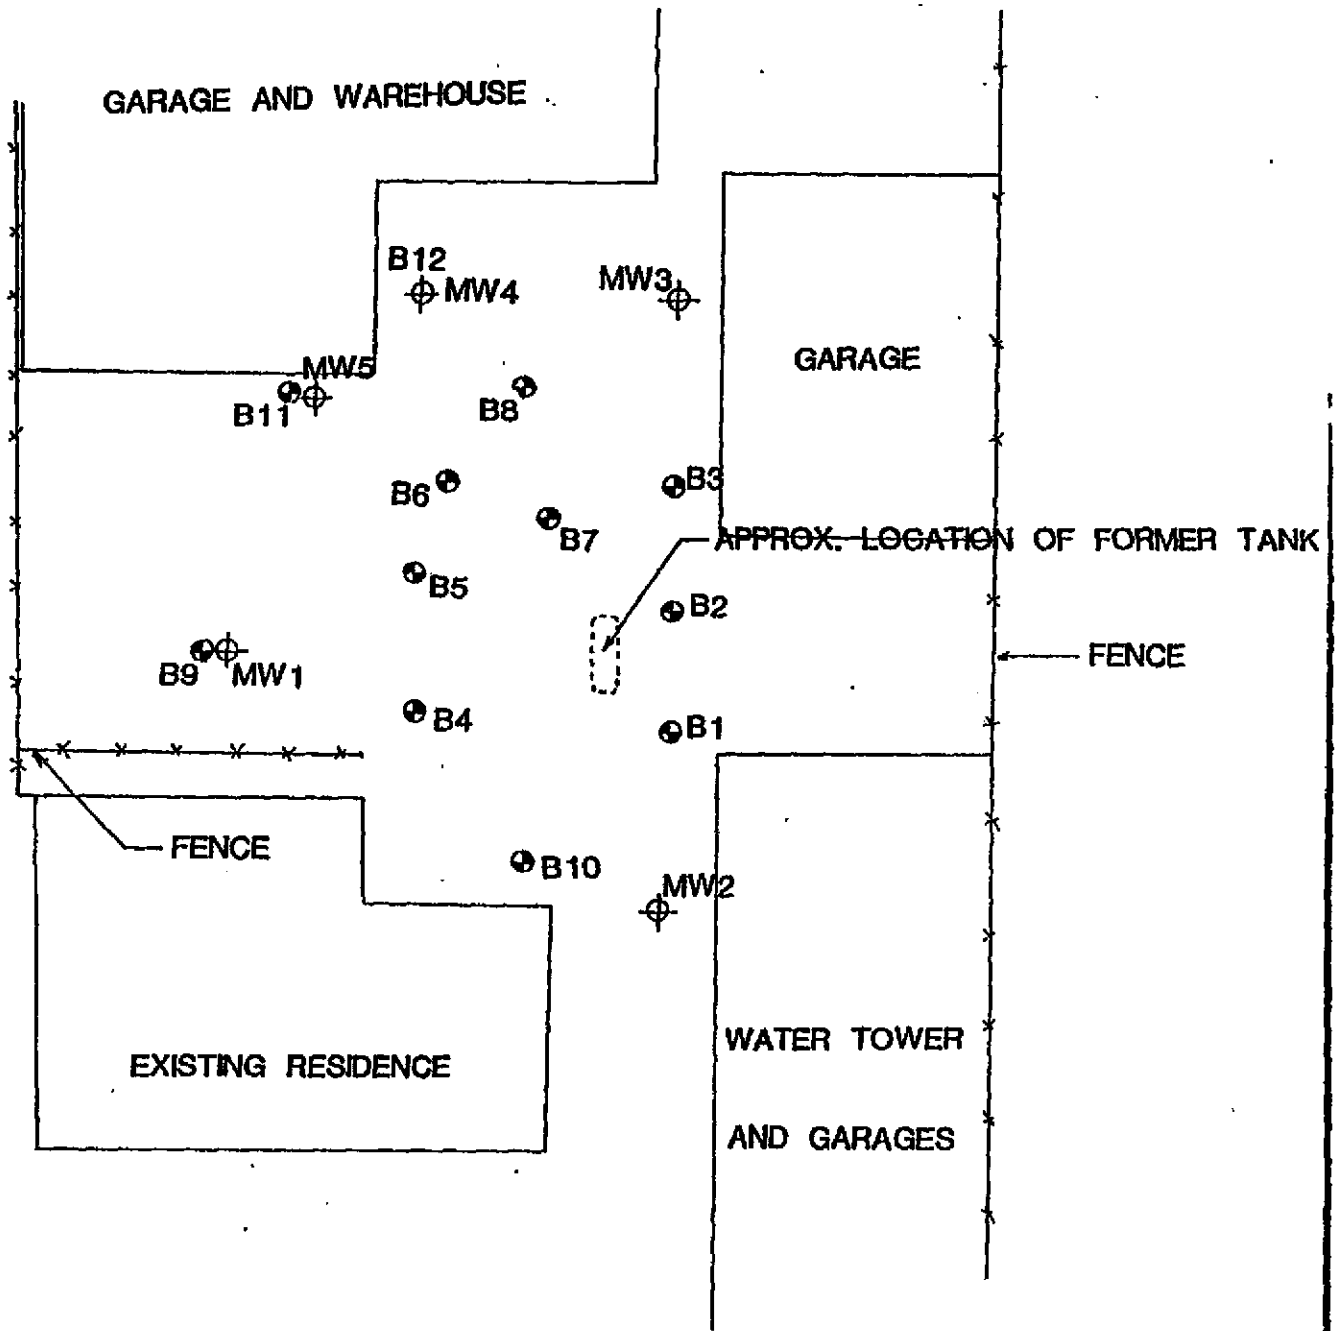 GARAGE AND WAREHOUSE
B12
MW4
MW3
GARAGE
MW5
B11
B8
B6
B3
B7
APPROX. LOCATION OF FORMER TANK
B5
B2
FENCE
B9
MW1
B4
B1
FENCE
B10
MW2
WATER TOWER
AND GARAGES
EXISTING RESIDENCE